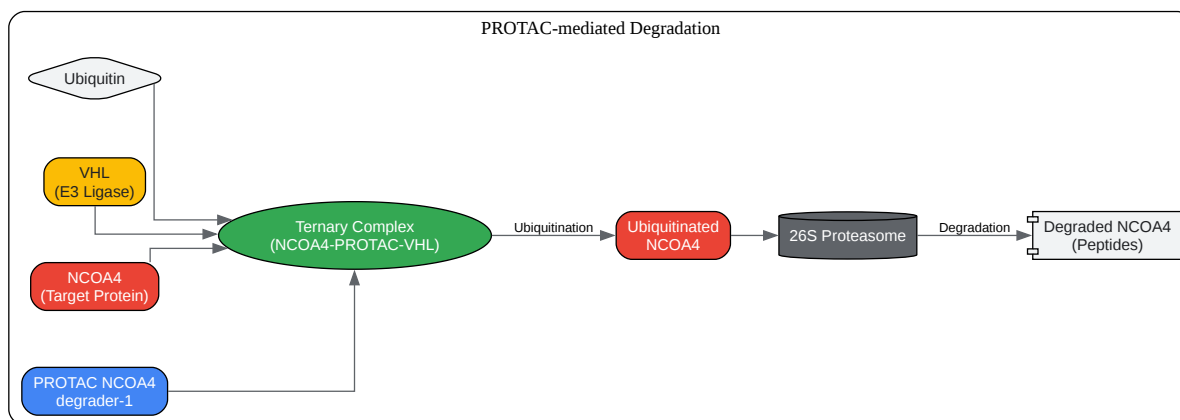 PROTAC-mediated Degradation
Ubiquitin
VHL
(E3 Ligase)
NCOA4
(Target Protein)
PROTAC NCOA4
degrader-1
Ternary Complex
(NCOA4-PROTAC-VHL)
Ubiquitination
Ubiquitinated
NCOA4
26S Proteasome
Degradation
Degraded NCOA4
(Peptides)